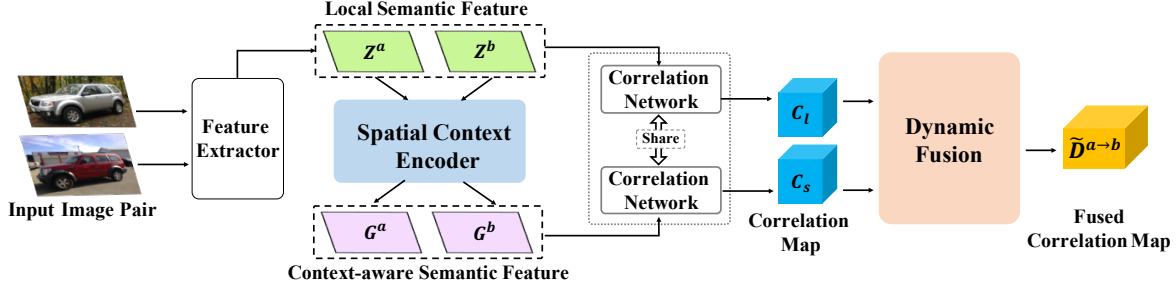 Local Semantic Feature
Z^a
Z^b
Feature
Extractor
Input Image Pair
Spatial Context
Encoder
G^a
G^b
Context-aware Semantic Feature
Correlation
Network
Share
Correlation
Network
C_l
C_s
Correlation
Map
Dynamic
Fusion
D̃^{a→b}
Fused
Correlation Map